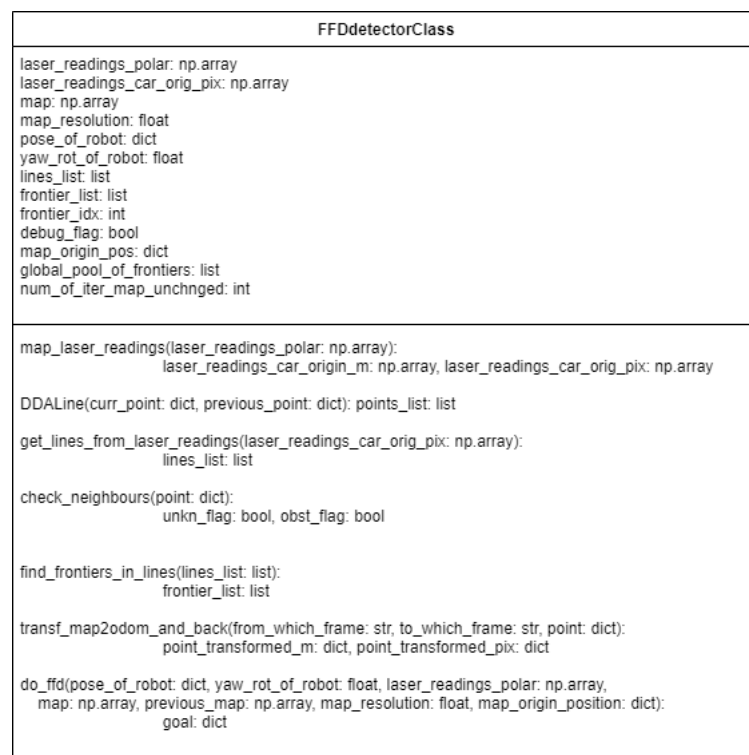 FFDdetectorClass
laser_readings_polar: np.array
laser_readings_car_orig_pix: np.array
map: np.array
map_resolution: float
pose_of_robot: dict
yaw_rot_of_robot: float
lines_list: list
frontier_list: list
frontier_idx: int
debug_flag: bool
map_origin_pos: dict
global_pool_of_frontiers: list
num_of_iter_map_unchnged: int
map_laser_readings(laser_readings_polar: np.array):
laser_readings_car_origin_m: np.array, laser_readings_car_orig_pix: np.array
DDALine(curr_point: dict, previous_point: dict): points_list: list
get_lines_from_laser_readings(laser_readings_car_orig_pix: np.array):
lines_list: list
check_neighbours(point: dict):
unkn_flag: bool, obst_flag: bool
find_frontiers_in_lines(lines_list: list):
frontier_list: list
transf_map2odom_and_back(from_which_frame: str, to_which_frame: str, point: dict):
point_transformed_m: dict, point_transformed_pix: dict
do_ffd(pose_of_robot: dict, yaw_rot_of_robot: float, laser_readings_polar: np.array,
map: np.array, previous_map: np.array, map_resolution: float, map_origin_position: dict):
goal: dict